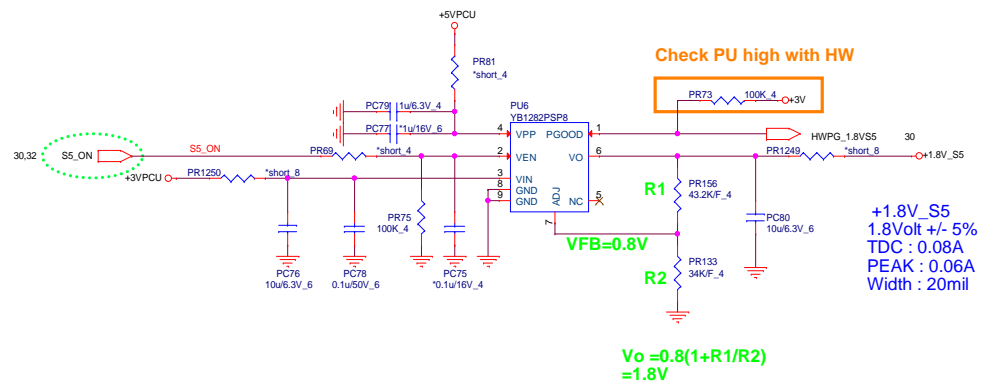 +5VPCU
Check PU high with HW
PR81
*short_4
PR73
100K_4
+3V
PC79
1u/6.3V_4
PU6
YB1282PSP8
PC77
*1u/16V_6
4
VPP
PGOOD
1
HWPG_1.8VS5
30
30,32
S5_ON
S5_ON
PR69
*short_4
2
VEN
VO
6
PR1249
*short_8
+1.8V_S5
+3VPCU
PR1250
*short_8
3
VIN
8
GND
9
GND
ADJ
NC
5
7
R1
PR156
43.2K/F_4
PR75
100K_4
PC80
10u/6.3V_6
+1.8V_S5
1.8Volt +/- 5%
TDC : 0.08A
PEAK : 0.06A
Width : 20mil
VFB=0.8V
R2
PR133
34K/F_4
PC76
10u/6.3V_6
PC78
0.1u/50V_6
PC75
*0.1u/16V_4
Vo =0.8(1+R1/R2)
=1.8V